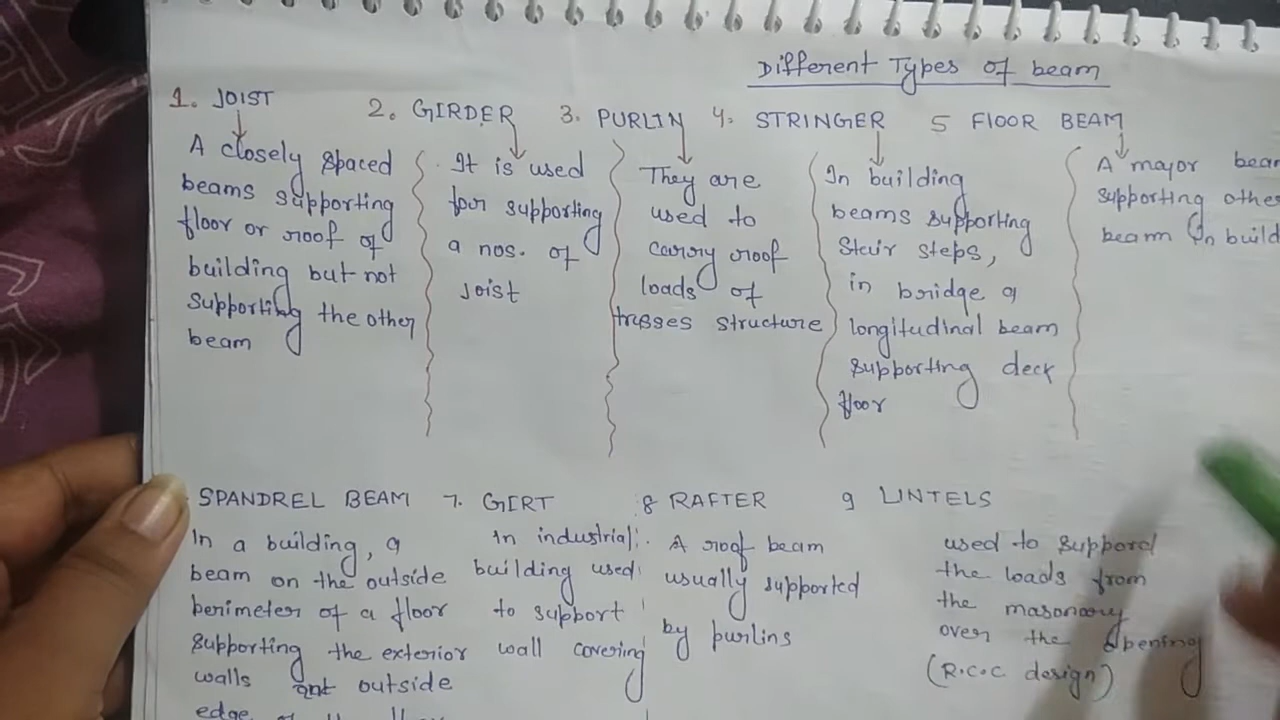 Different Types of beam
1. JOIST
A closely spaced
beams supporting
floor or roof of
building but not
supporting the other
beam
2. GIRDER
It is used
for supporting
a nos. of
joist
3. PURLIN
They are
used to
carry roof
loads of
trusses structure
4. STRINGER
In building
beams supporting
Stair steps,
in bridge a
longitudinal beam
supporting deck
floor
5 FLOOR BEAM
A major beam
supporting other
beam in build
SPANDREL BEAM
In a building, a
beam on the outside
perimeter of a floor
supporting the exterior
walls outside
edge
7. GIRT
In industrial
building used
to support
wall covering
8 RAFTER
A roof beam
usually supported
by purlins
9 LINTELS
used to support
the loads from
the masonary
over the opening
(R.C.C design)